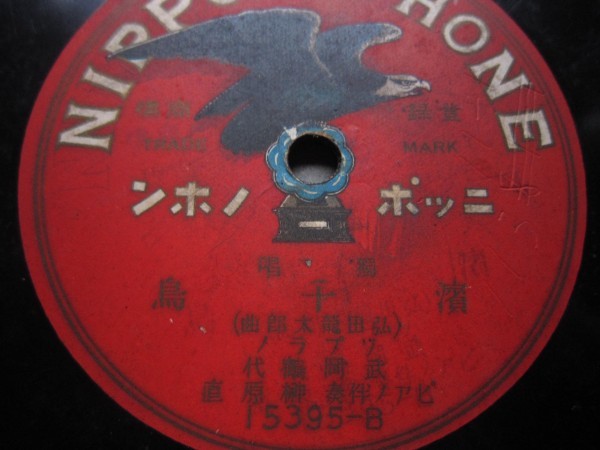 NIPPO PHONE
登録商標
TRADE MARK
ニッポノホン
獨唱
濱千鳥
(弘田龍太郎曲)
ソプラノ
武岡鶴代
ピアノ伴奏 榊原直
15395-B